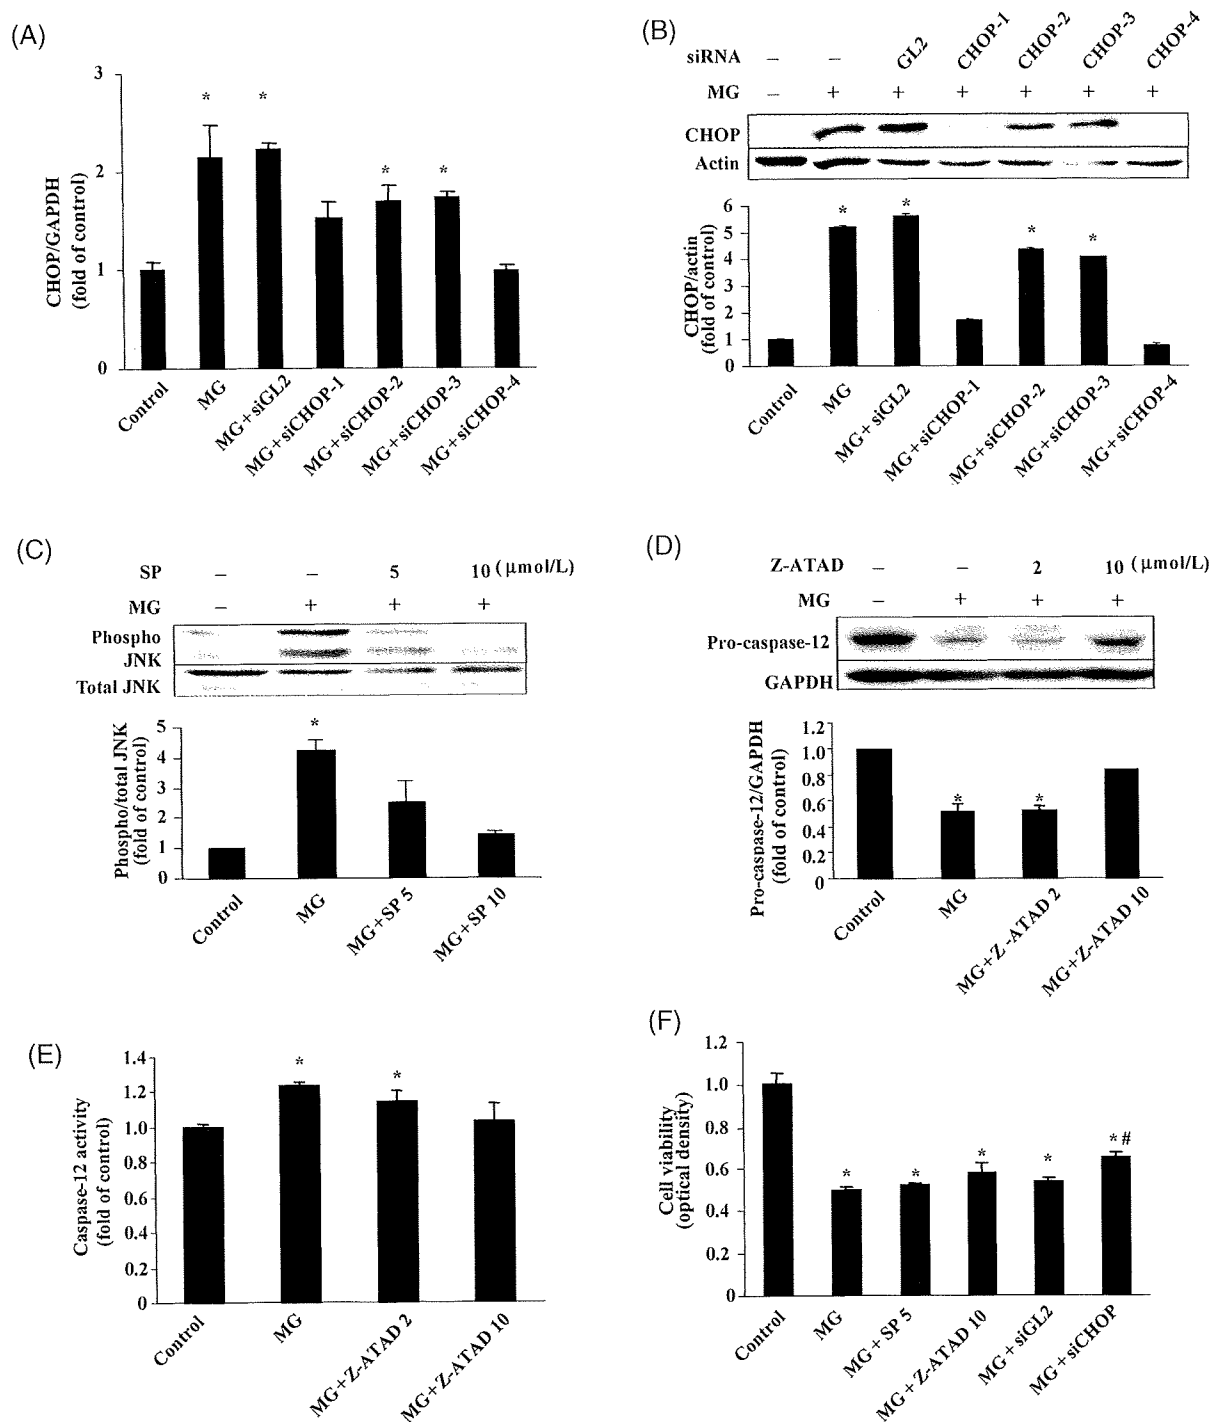 (A)
3
2
1
0
CHOP/GAPDH
(fold of control)
*
*
*
*
Control
MG
MG+siGL2
MG+siCHOP-1
MG+siCHOP-2
MG+siCHOP-3
MG+siCHOP-4
(B)
siRNA – – GL2 CHOP-1 CHOP-2 CHOP-3 CHOP-4
MG – + + + + + +
CHOP
Actin
6
5
4
3
2
1
0
CHOP/actin
(fold of control)
*
*
*
*
Control
MG
MG+siGL2
MG+siCHOP-1
MG+siCHOP-2
MG+siCHOP-3
MG+siCHOP-4
(C)
SP – – 5 10 (μmol/L)
MG – + + +
Phospho
JNK
Total JNK
5
4
3
2
1
0
Phospho/total JNK
(fold of control)
*
Control
MG
MG+SP 5
MG+SP 10
(D)
Z-ATAD – – 2 10 (μmol/L)
MG – + + +
Pro-caspase-12
GAPDH
1.2
1.0
0.8
0.6
0.4
0.2
0
Pro-caspase-12/GAPDH
(fold of control)
*
*
Control
MG
MG+Z-ATAD 2
MG+Z-ATAD 10
(E)
1.4
1.2
1.0
0.8
0.6
0.4
0.2
0
Caspase-12 activity
(fold of control)
*
*
Control
MG
MG+Z-ATAD 2
MG+Z-ATAD 10
(F)
1.2
1.0
0.8
0.6
0.4
0.2
0
Cell viability
(optical density)
*
*
*
*
*#
Control
MG
MG+SP 5
MG+Z-ATAD 10
MG+siGL2
MG+siCHOP